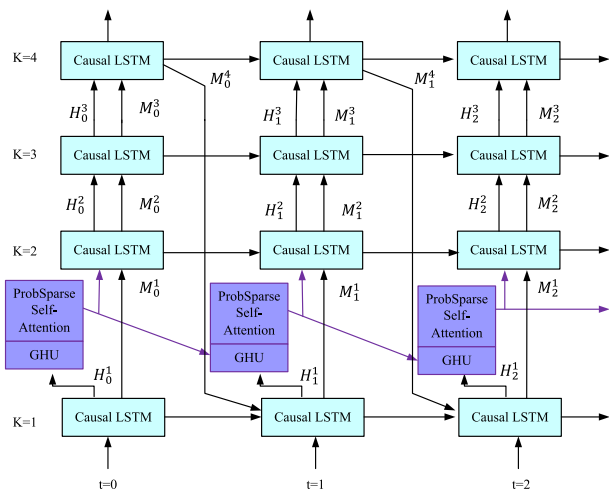 K=4 Causal LSTM $M_0^4$ Causal LSTM $M_1^4$ Causal LSTM
$H_0^3$ $M_0^3$ $H_1^3$ $M_1^3$ $H_2^3$ $M_2^3$
K=3 Causal LSTM Causal LSTM Causal LSTM
$H_0^2$ $M_0^2$ $H_1^2$ $M_1^2$ $H_2^2$ $M_2^2$
K=2 Causal LSTM Causal LSTM Causal LSTM
$M_0^1$ $M_1^1$ $M_2^1$
ProbSparse ProbSparse ProbSparse
Self- Self- Self-
Attention Attention Attention
GHU GHU GHU
$H_0^1$ $H_1^1$ $H_2^1$
K=1 Causal LSTM Causal LSTM Causal LSTM
t=0 t=1 t=2